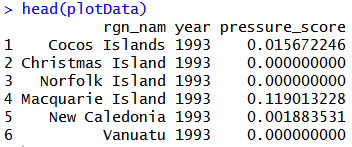 > head(plotData)
rgn_nam year pressure_score
1 Cocos Islands 1993 0.015672246
2 Christmas Island 1993 0.000000000
3 Norfolk Island 1993 0.000000000
4 Macquarie Island 1993 0.119013228
5 New Caledonia 1993 0.001883531
6 Vanuatu 1993 0.000000000